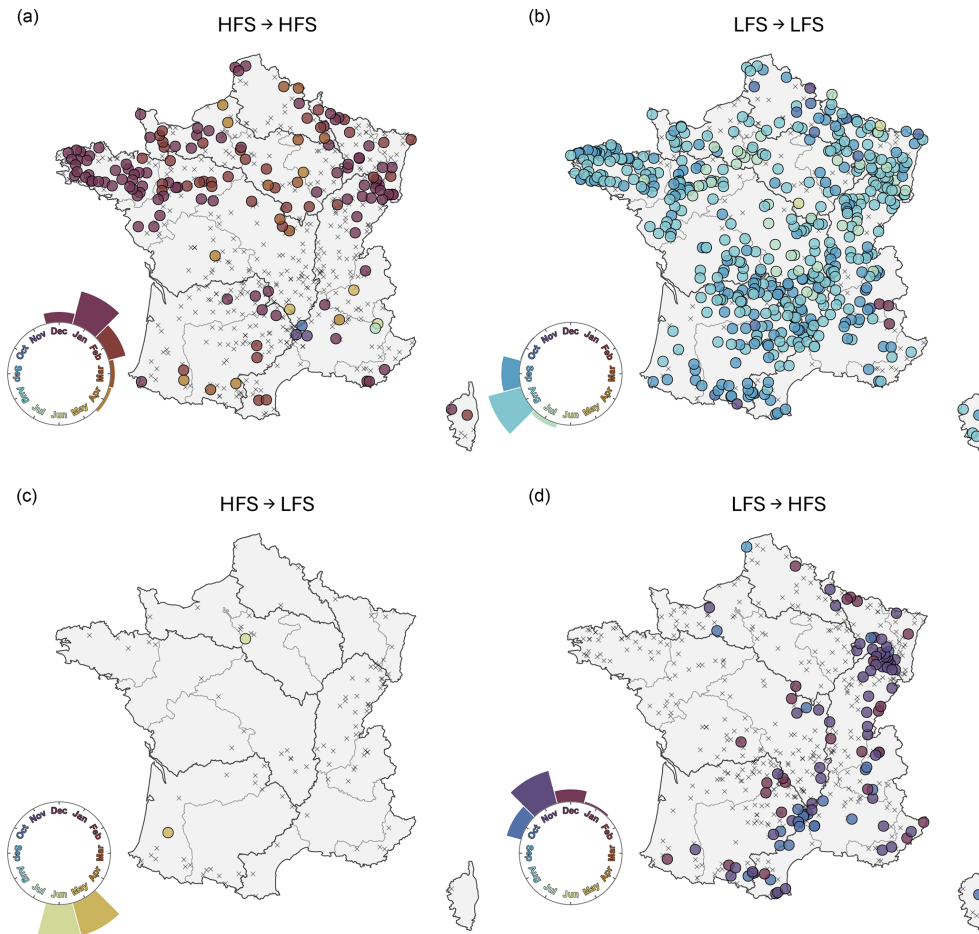 (a)
HFS → HFS
(b)
LFS → LFS
Dec
Jan
Feb
Mar
Apr
May
Jun
Jul
Aug
Sep
Oct
Nov
Dec
Jan
Feb
Mar
Apr
May
Jun
Jul
Aug
Sep
Oct
Nov
(c)
HFS → LFS
(d)
LFS → HFS
Dec
Jan
Feb
Mar
Apr
May
Jun
Jul
Aug
Sep
Oct
Nov
Dec
Jan
Feb
Mar
Apr
May
Jun
Jul
Aug
Sep
Oct
Nov